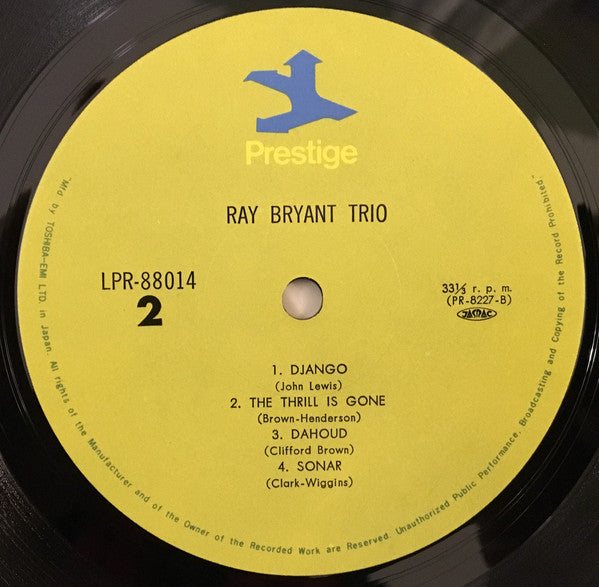 Prestige
RAY BRYANT TRIO
LPR-88014
2
33⅓ r. p. m.
(PR-8227-B)
JASRAC
1. DJANGO
(John Lewis)
2. THE THRILL IS GONE
(Brown-Henderson)
3. DAHOUD
(Clifford Brown)
4. SONAR
(Clark-Wiggins)
"Mf'd by TOSHIBA-EMI LTD. in Japan. All rights of the Manufacturer and of the Owner of the Recorded Work are Reserved. Unauthorized Public Performance, Broadcasting and Copying of the Record Prohibited"